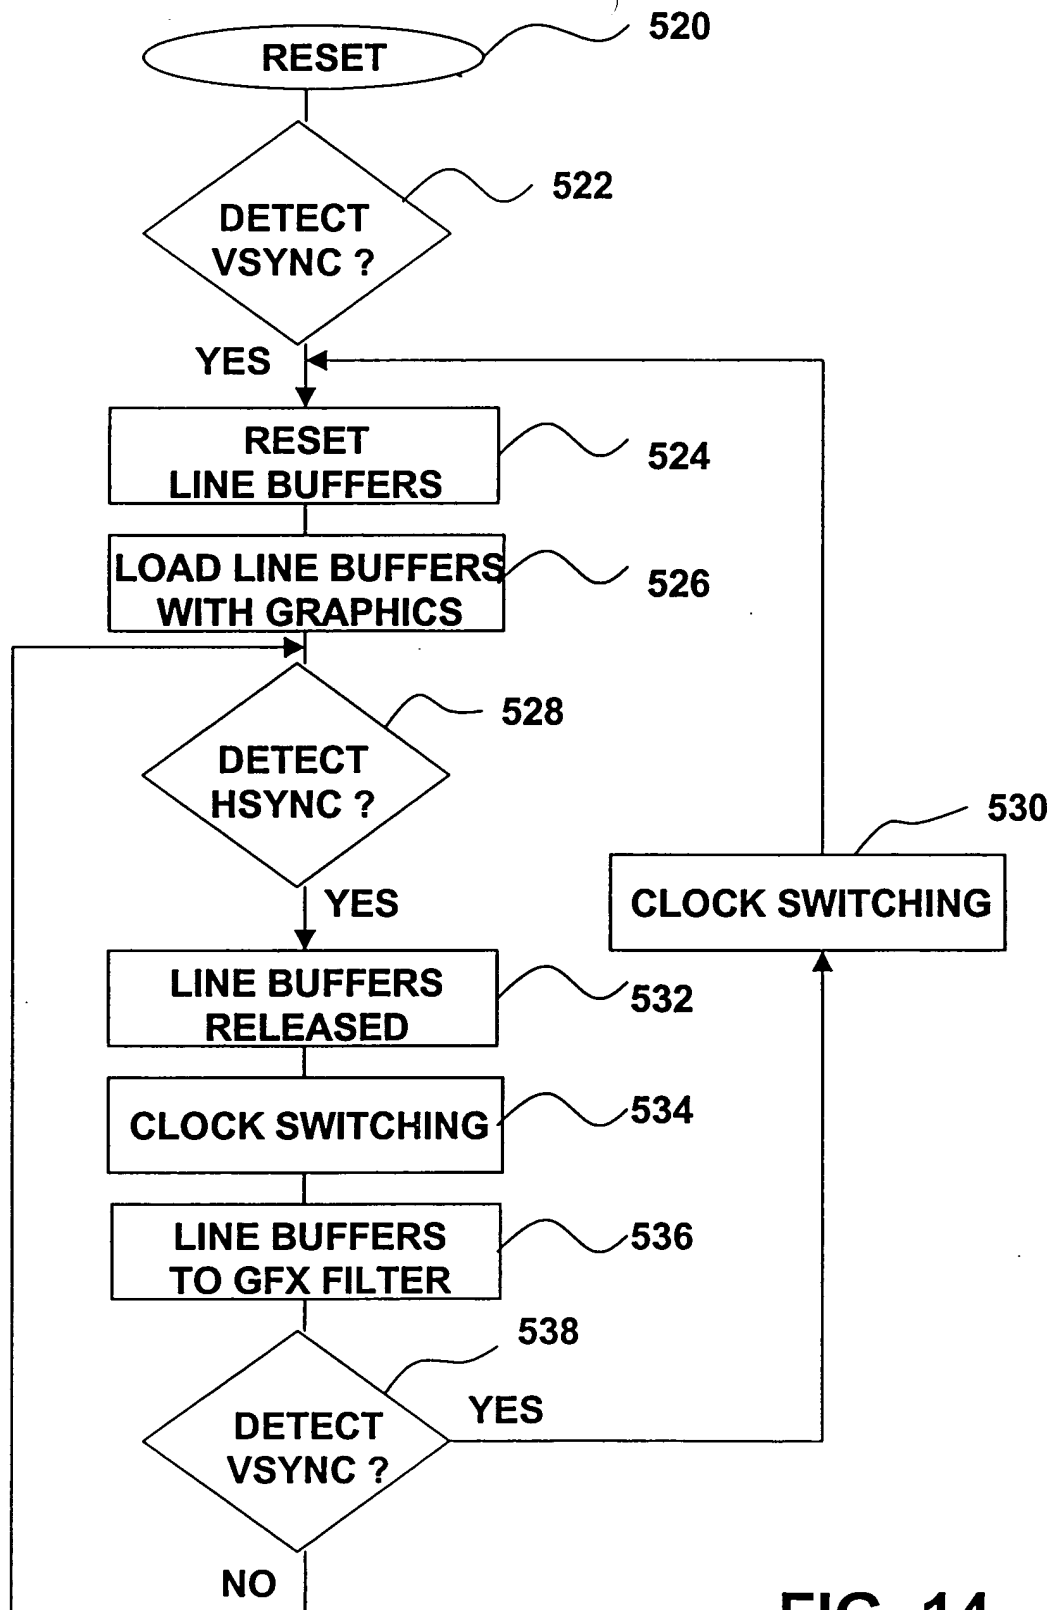 520
RESET
522
DETECT
VSYNC ?
YES
RESET
LINE BUFFERS
524
LOAD LINE BUFFERS
WITH GRAPHICS
526
528
DETECT
HSYNC ?
530
YES
CLOCK SWITCHING
LINE BUFFERS
RELEASED
532
CLOCK SWITCHING
534
LINE BUFFERS
TO GFX FILTER
536
538
YES
DETECT
VSYNC ?
NO
FIG. 14